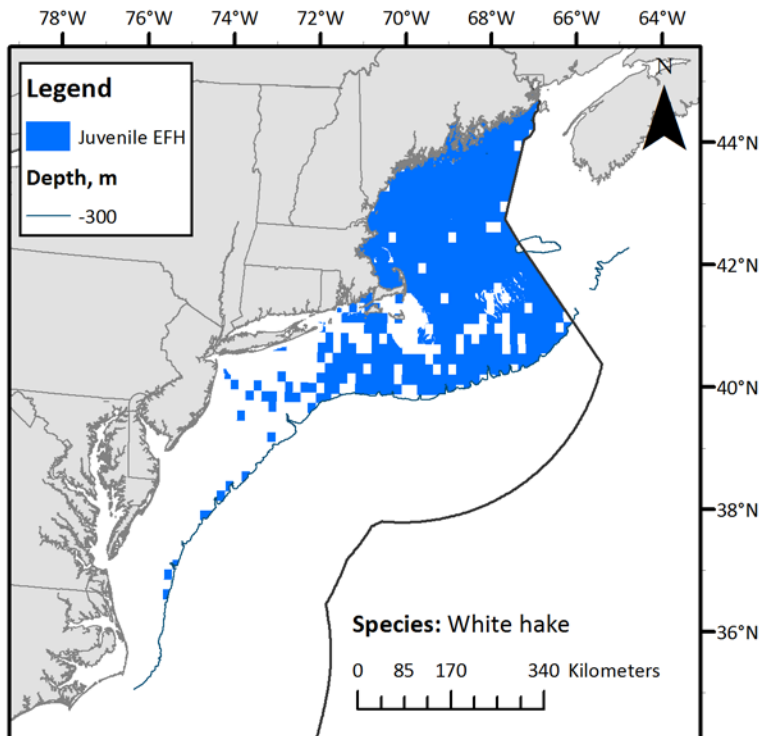 78°W 76°W 74°W 72°W 70°W 68°W 66°W 64°W
N
Legend
Juvenile EFH
Depth, m
-300
44°N
42°N
40°N
38°N
36°N
Species: White hake
0 85 170 340 Kilometers